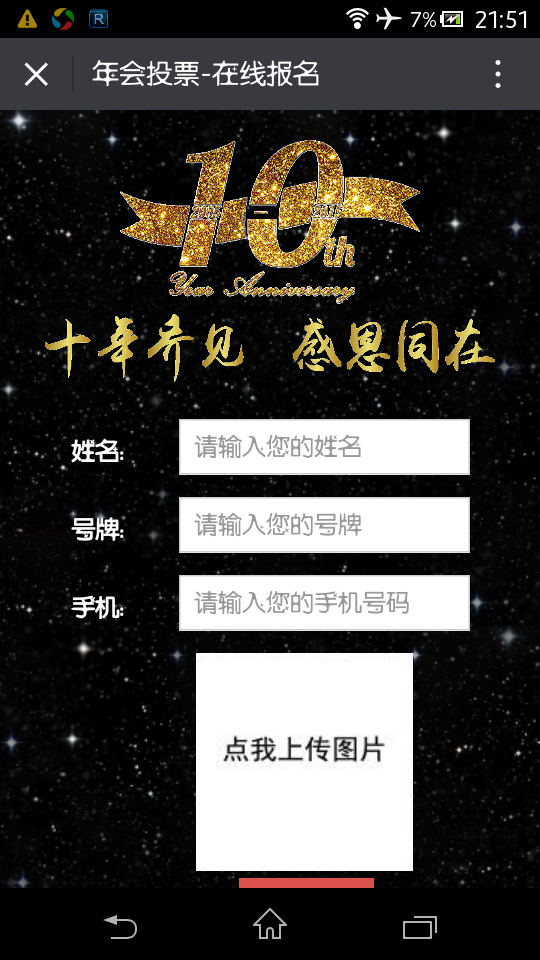 7% 21:51
年会投票-在线报名
10th
Year Anniversary
十年齐见 感恩同在
姓名: 请输入您的姓名
号牌: 请输入您的号牌
手机: 请输入您的手机号码
点我上传图片